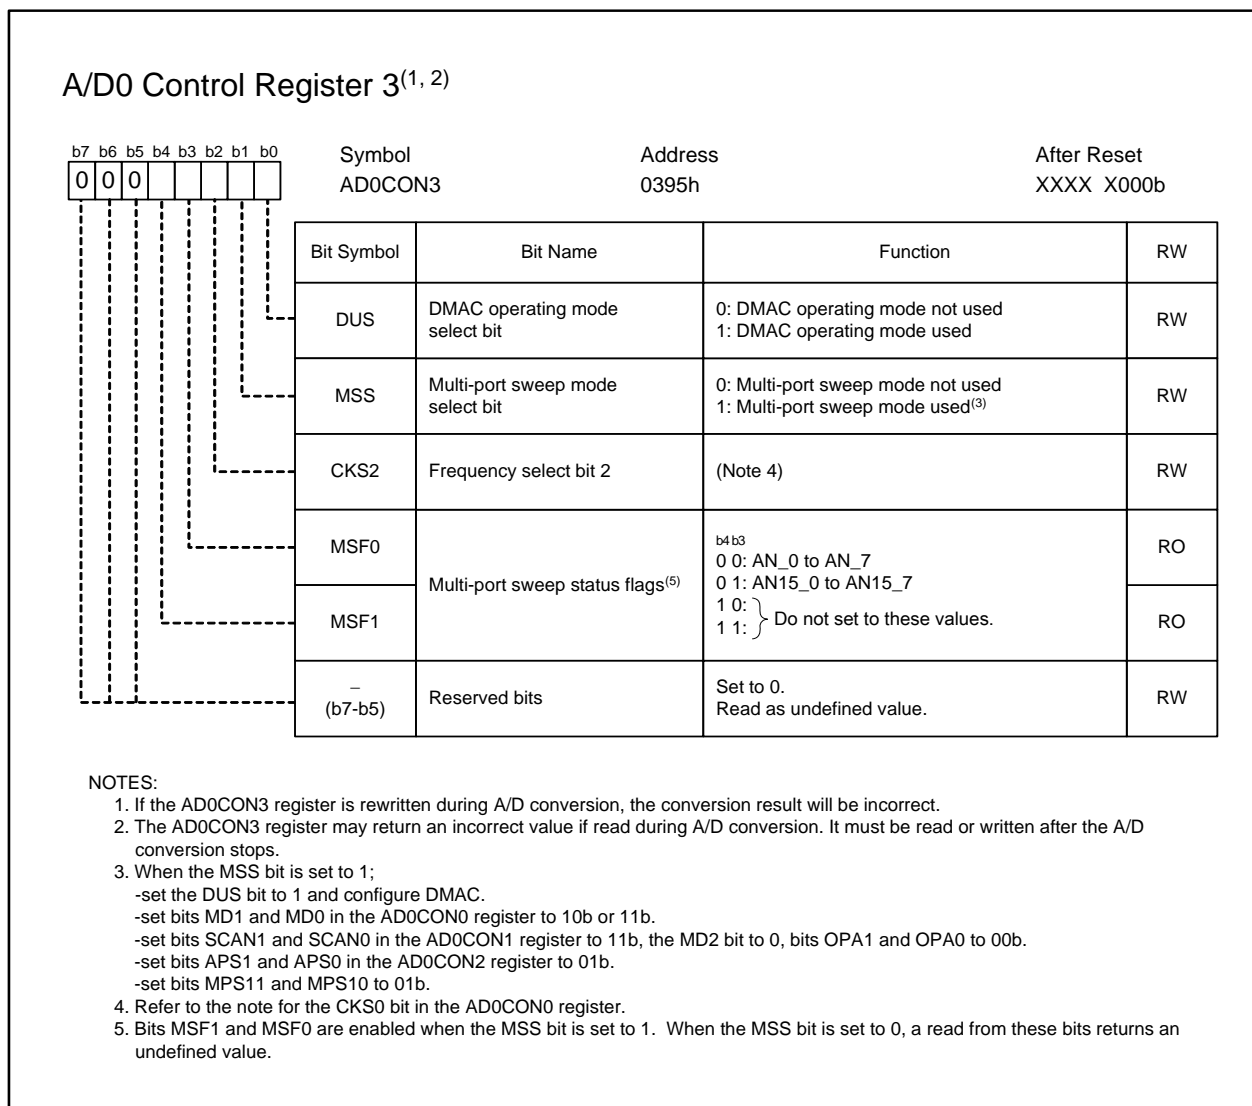 A/D0 Control Register 3(1, 2)
b7 b6 b5 b4 b3 b2 b1 b0
0 0 0
Symbol Address After Reset
AD0CON3 0395h XXXX X000b
Bit Symbol Bit Name Function RW
DUS DMAC operating mode select bit 0: DMAC operating mode not used RW
1: DMAC operating mode used
MSS Multi-port sweep mode select bit 0: Multi-port sweep mode not used RW
1: Multi-port sweep mode used(3)
CKS2 Frequency select bit 2 (Note 4) RW
MSF0 Multi-port sweep status flags(5) b4 b3 RO
0 0: AN_0 to AN_7
0 1: AN15_0 to AN15_7
MSF1 1 0: Do not set to these values. RO
1 1:
– (b7-b5) Reserved bits Set to 0. RW
Read as undefined value.
NOTES:
1. If the AD0CON3 register is rewritten during A/D conversion, the conversion result will be incorrect.
2. The AD0CON3 register may return an incorrect value if read during A/D conversion. It must be read or written after the A/D
conversion stops.
3. When the MSS bit is set to 1;
-set the DUS bit to 1 and configure DMAC.
-set bits MD1 and MD0 in the AD0CON0 register to 10b or 11b.
-set bits SCAN1 and SCAN0 in the AD0CON1 register to 11b, the MD2 bit to 0, bits OPA1 and OPA0 to 00b.
-set bits APS1 and APS0 in the AD0CON2 register to 01b.
-set bits MPS11 and MPS10 to 01b.
4. Refer to the note for the CKS0 bit in the AD0CON0 register.
5. Bits MSF1 and MSF0 are enabled when the MSS bit is set to 1. When the MSS bit is set to 0, a read from these bits returns an
undefined value.